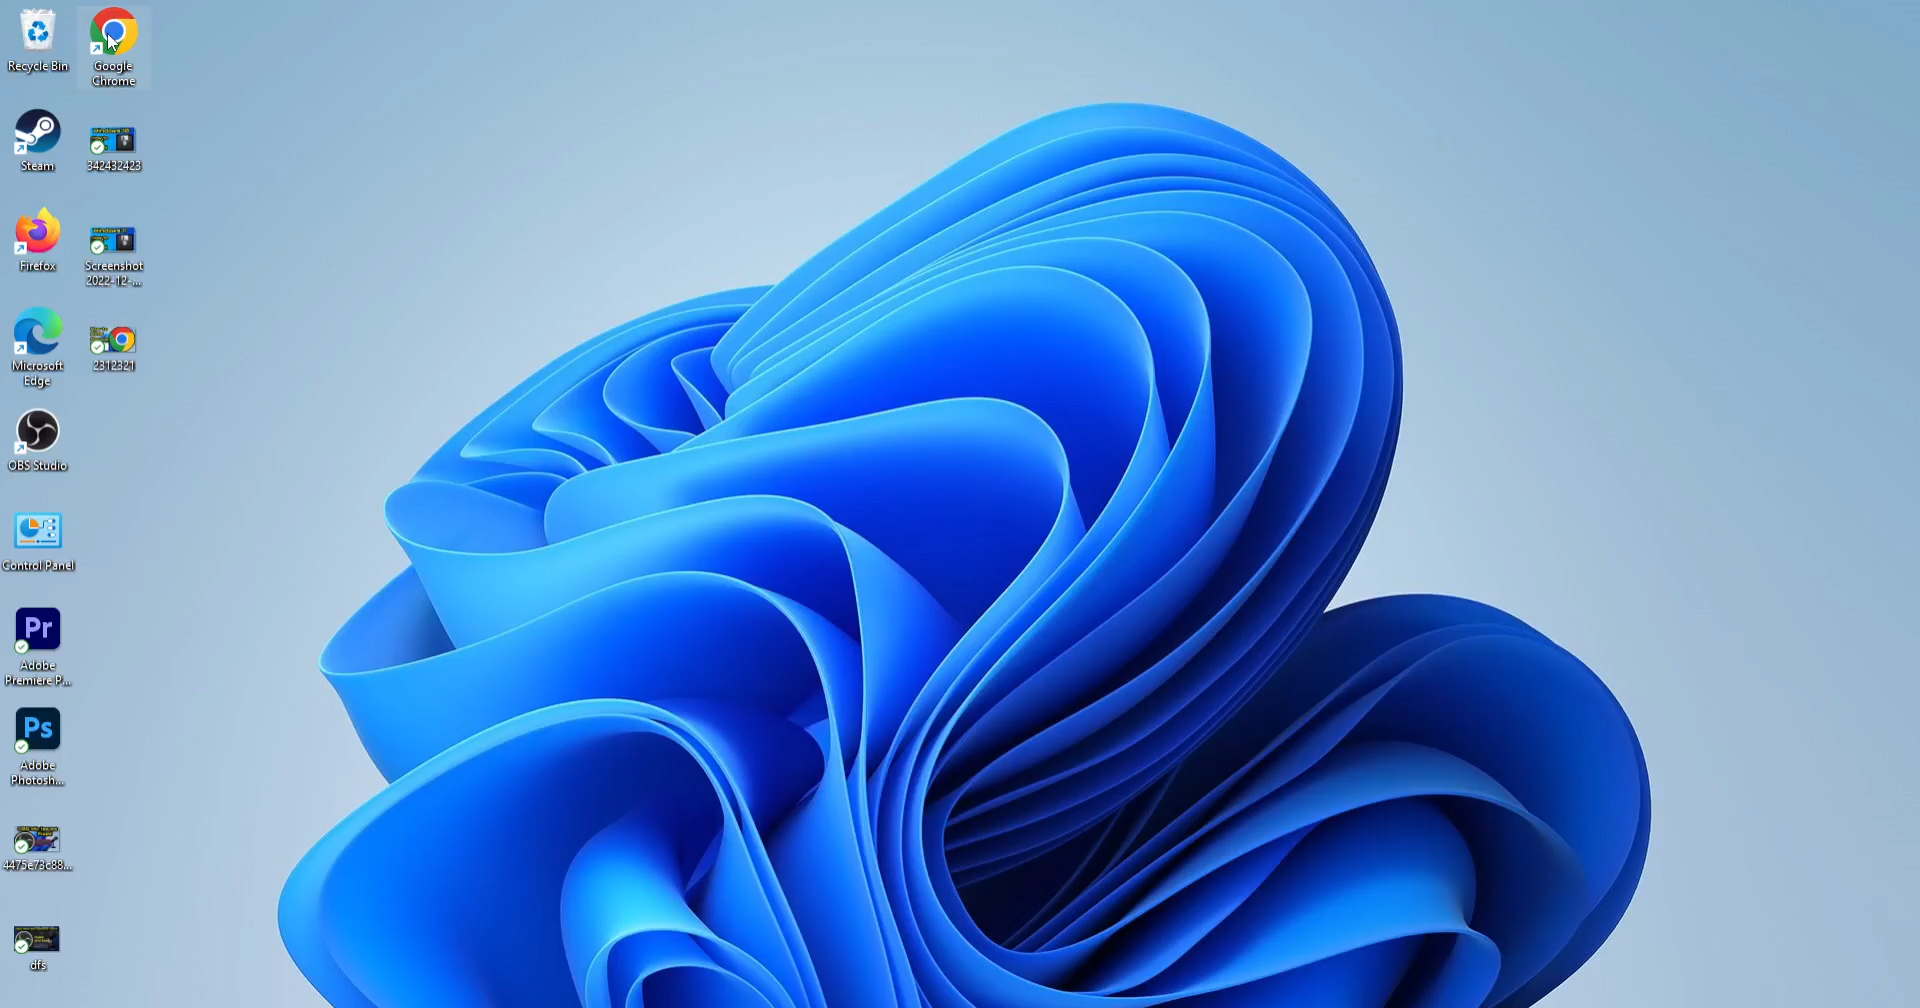 Recycle Bin
Google
Chrome
Steam
342432423
Firefox
Screenshot
2022-12-...
Microsoft
Edge
2312321
OBS Studio
Control Panel
Pr
Adobe
Premiere P...
Ps
Adobe
Photosh...
4475e73c88...
dfs